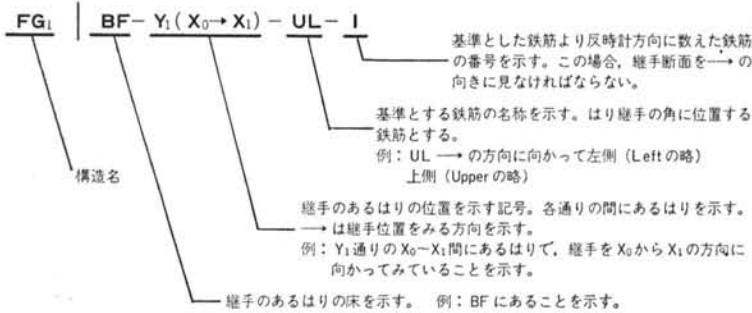 FG₁ BF－Y₁(X₀→X₁)－UL－I
基準とした鉄筋より反時計方向に数えた鉄筋
の番号を示す。この場合，継手断面を→の
向きに見なければならない。
基準とする鉄筋の名称を示す。はり継手の角に位置する
鉄筋とする。
例：UL →の方向に向かって左側（Leftの略）
上側（Upperの略）
構造名
継手のあるはりの位置を示す記号。各通りの間にあるはりを示す。
→は継手位置をみる方向を示す。
例：Y₁通りのX₀～X₁間にあるはりで，継手をX₀からX₁の方向に
向かってみていることを示す。
継手のあるはりの床を示す。 例：BFにあることを示す。